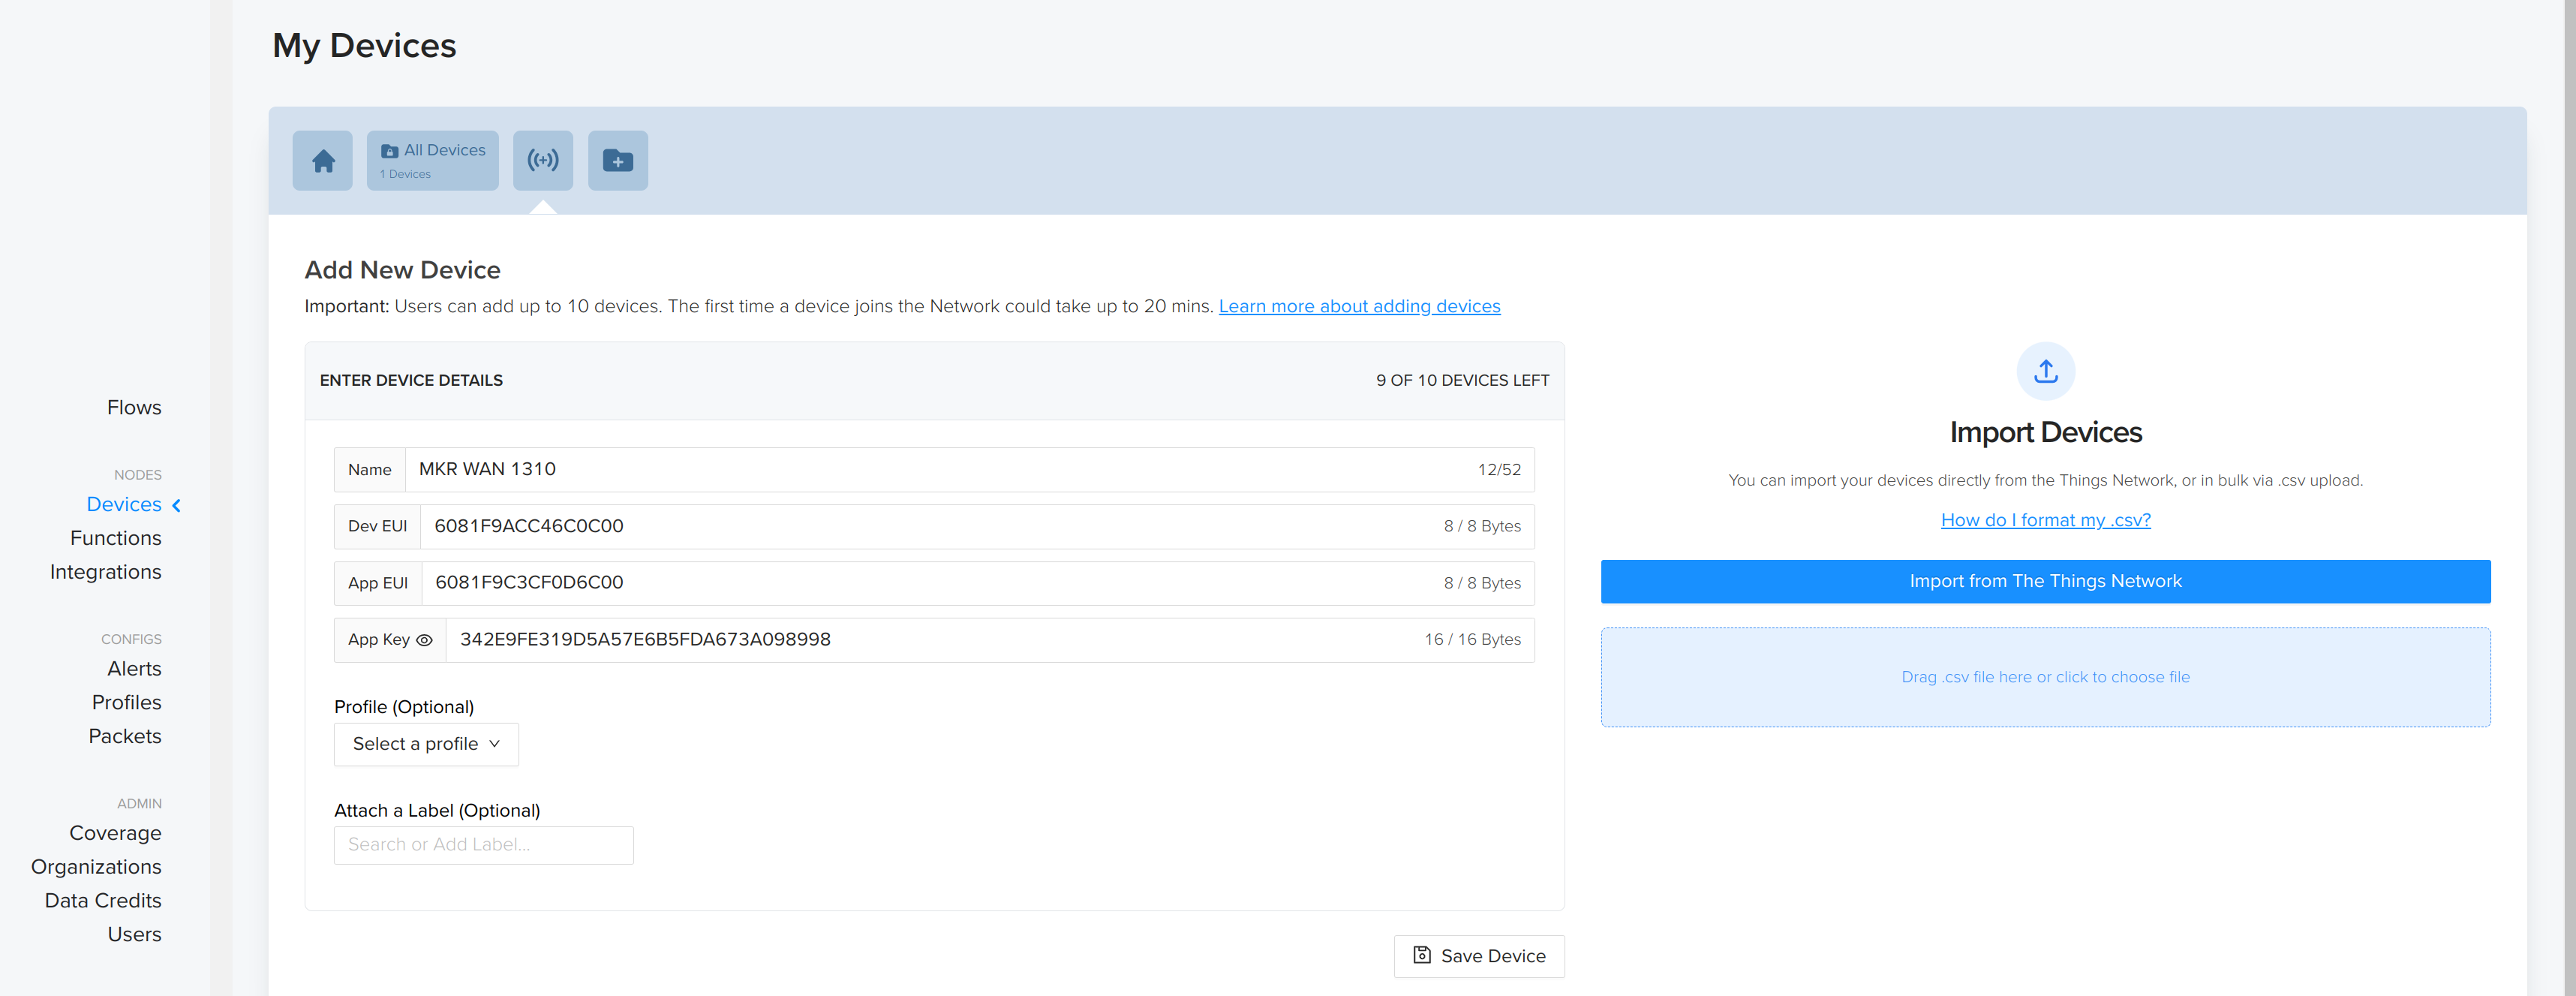 My Devices
All Devices
1 Devices
Add New Device
Important: Users can add up to 10 devices. The first time a device joins the Network could take up to 20 mins. Learn more about adding devices
ENTER DEVICE DETAILS
9 OF 10 DEVICES LEFT
Name
MKR WAN 1310
12/52
Dev EUI
6081F9ACC46C0C00
8 / 8 Bytes
App EUI
6081F9C3CF0D6C00
8 / 8 Bytes
App Key
342E9FE319D5A57E6B5FDA673A098998
16 / 16 Bytes
Profile (Optional)
Select a profile
Attach a Label (Optional)
Search or Add Label...
Save Device
Import Devices
You can import your devices directly from the Things Network, or in bulk via .csv upload.
How do I format my .csv?
Import from The Things Network
Drag .csv file here or click to choose file
Flows
NODES
Devices
Functions
Integrations
CONFIGS
Alerts
Profiles
Packets
ADMIN
Coverage
Organizations
Data Credits
Users